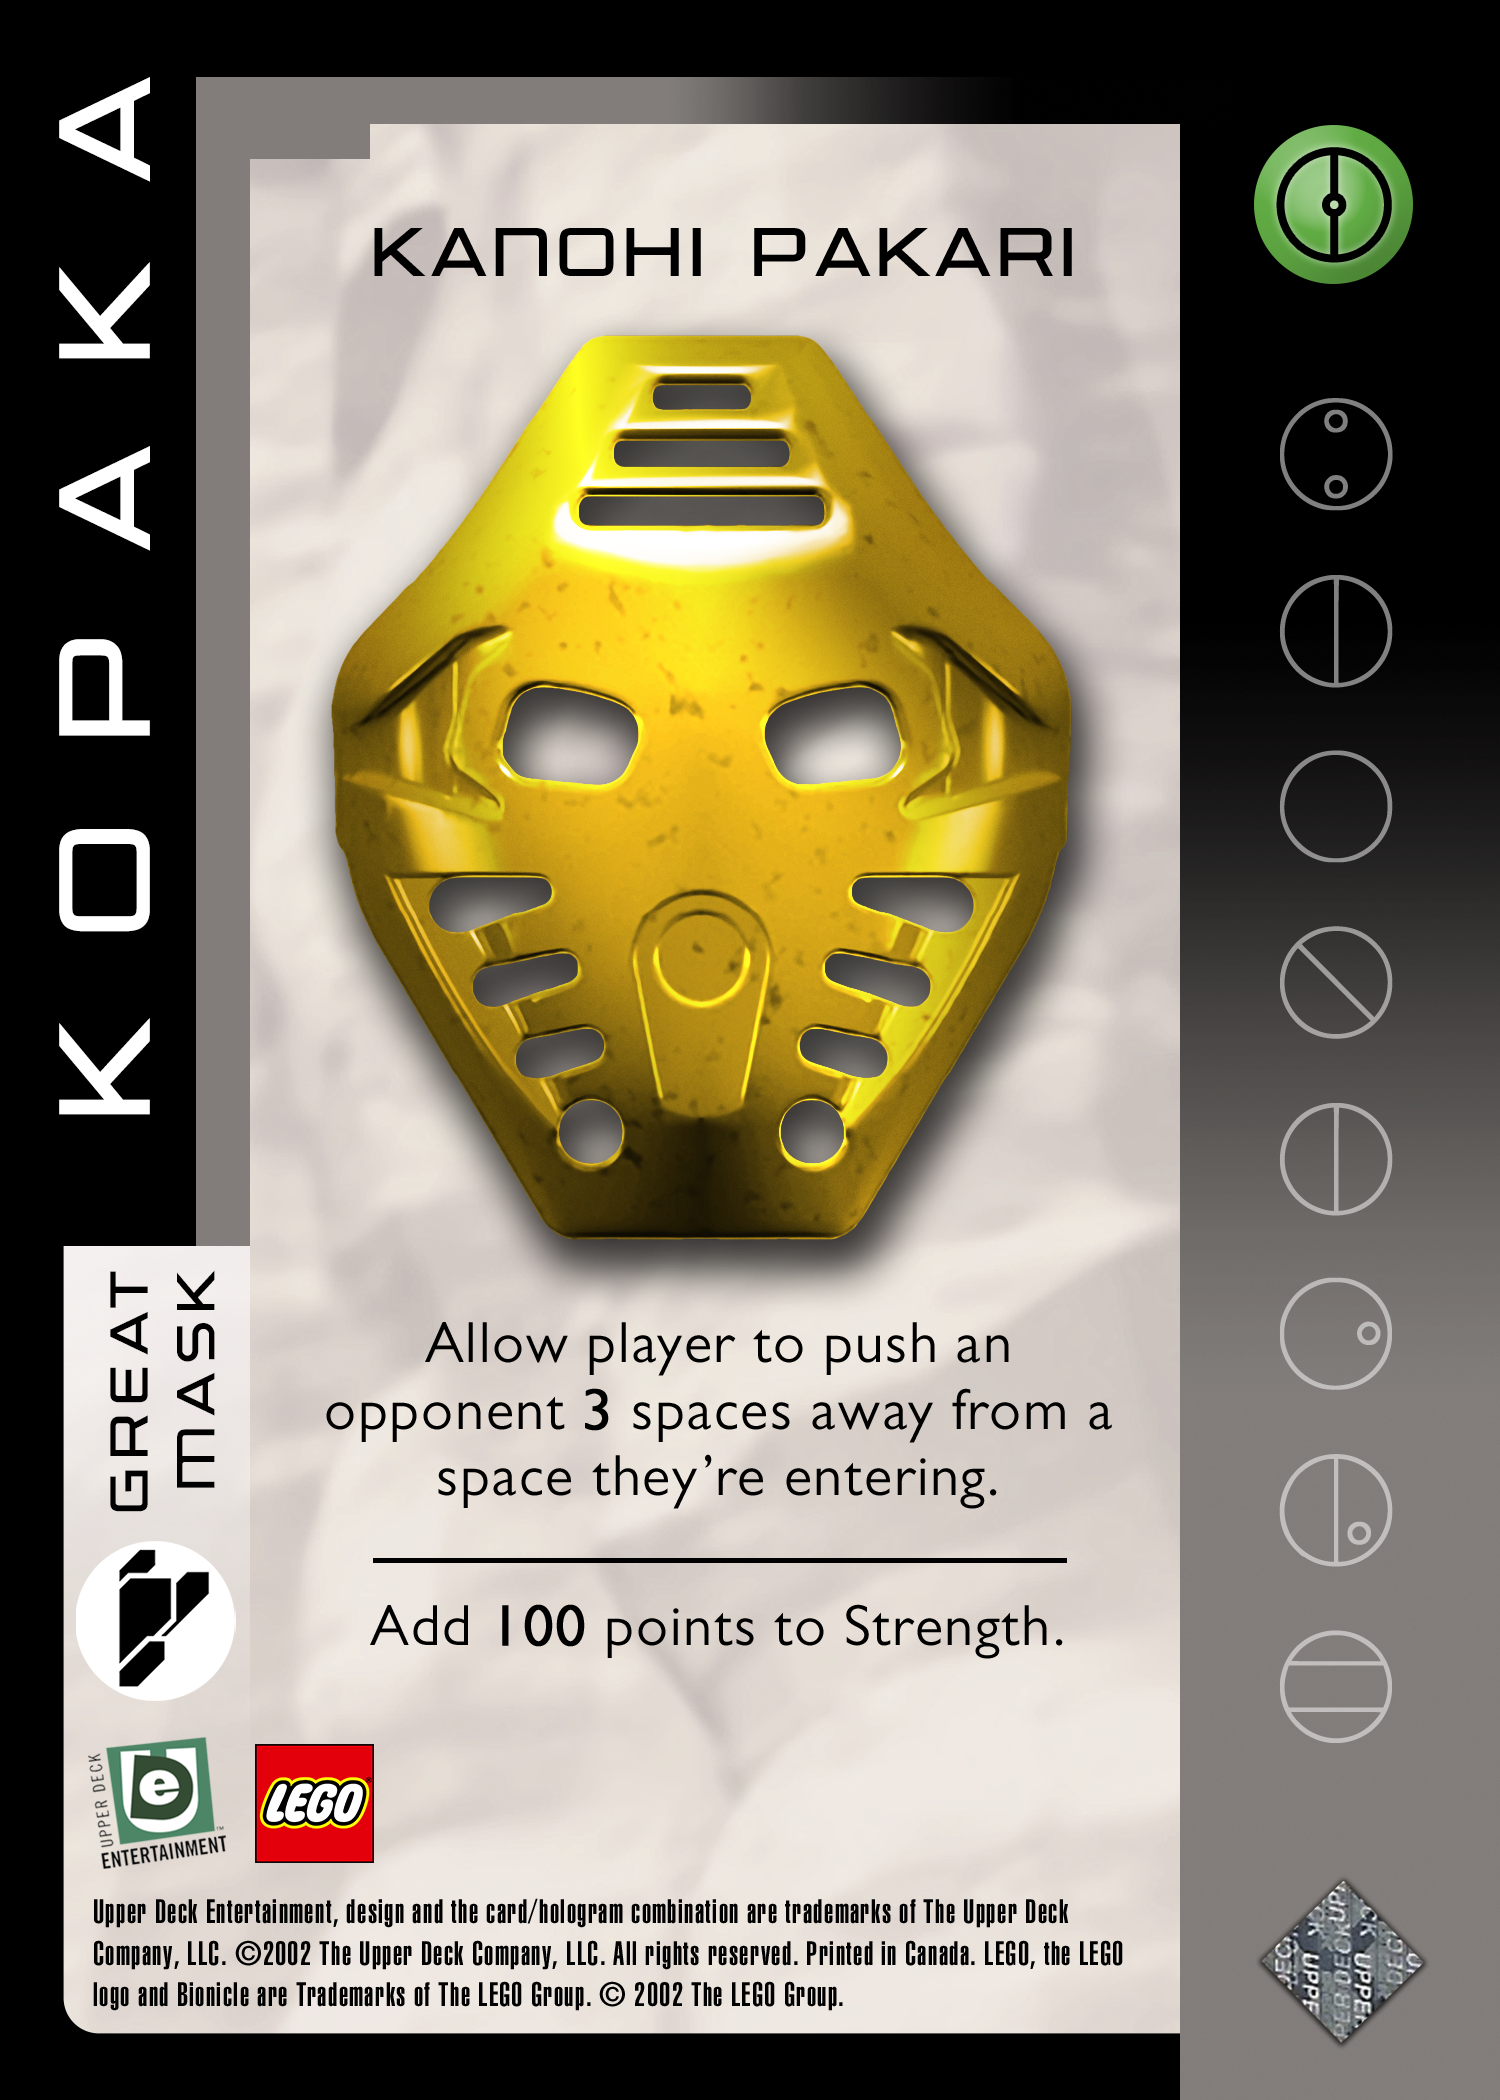 KOPAKA
KANOHI PAKARI
GREAT
MASK
Allow player to push an
opponent 3 spaces away from a
space they're entering.
Add 100 points to Strength.
UPPER DECK
e
ENTERTAINMENT
™
LEGO
Upper Deck Entertainment, design and the card/hologram combination are trademarks of The Upper Deck
Company, LLC. ©2002 The Upper Deck Company, LLC. All rights reserved. Printed in Canada. LEGO, the LEGO
logo and Bionicle are Trademarks of The LEGO Group. © 2002 The LEGO Group.